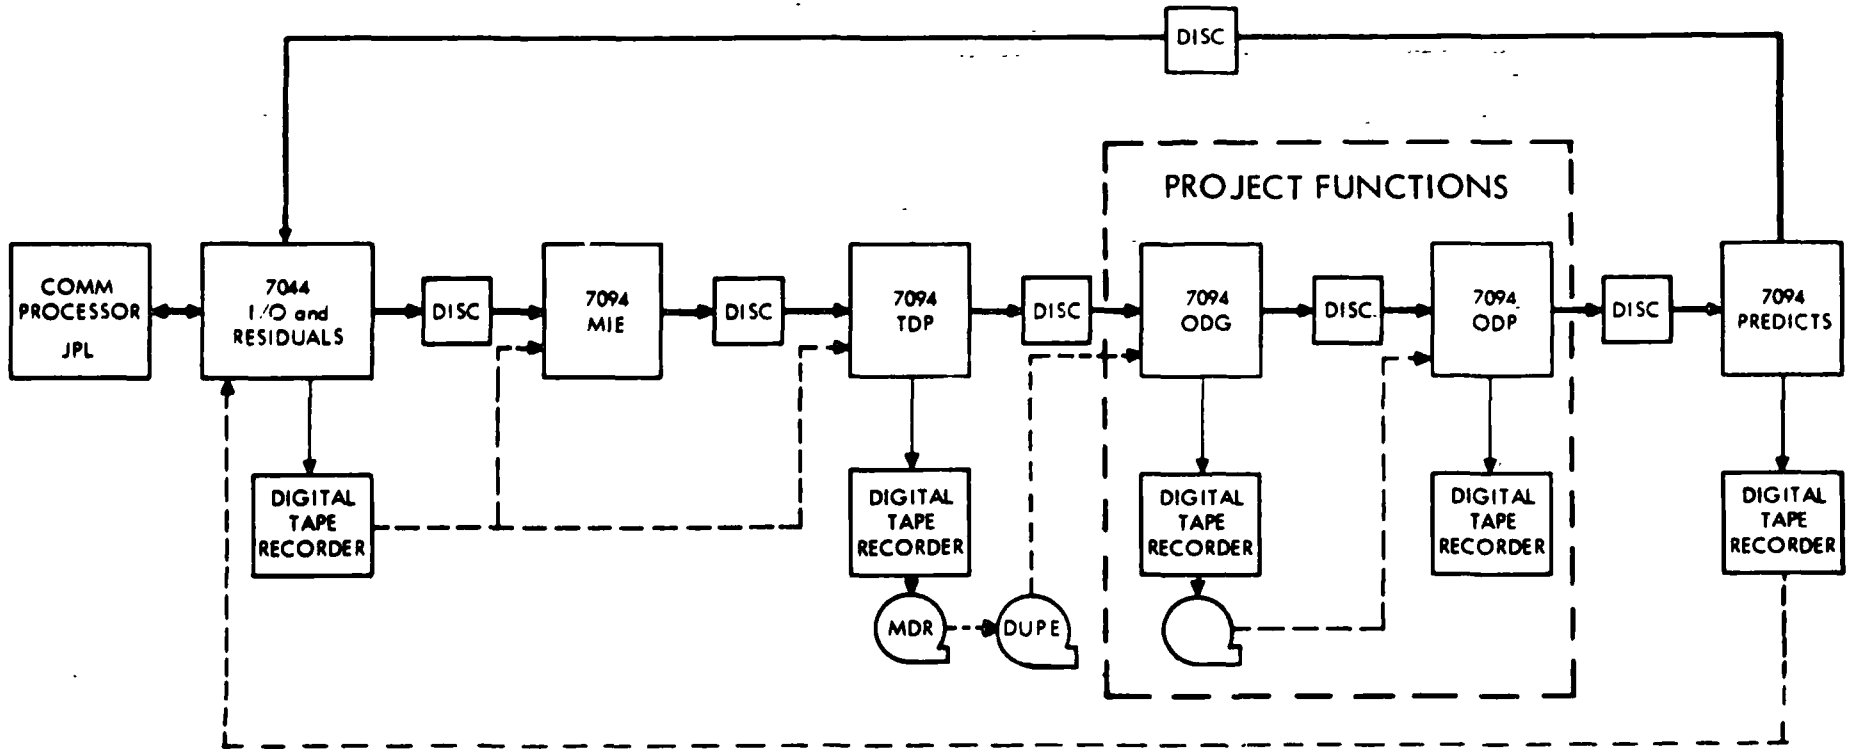 DISC
PROJECT FUNCTIONS
COMM
PROCESSOR
JPL
7044
I/O and
RESIDUALS
DISC
7094
MIE
DISC
7094
TDP
DISC
7094
ODG
DISC
7094
ODP
DISC
7094
PREDICTS
DIGITAL
TAPE
RECORDER
DIGITAL
TAPE
RECORDER
DIGITAL
TAPE
RECORDER
DIGITAL
TAPE
RECORDER
DIGITAL
TAPE
RECORDER
MDR
DUPE